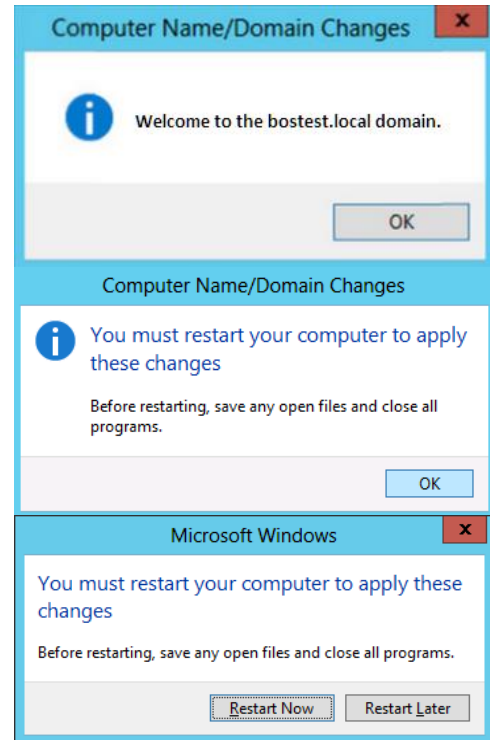 Computer Name/Domain Changes
x
Welcome to the bostest.local domain.
OK
Computer Name/Domain Changes
You must restart your computer to apply
these changes
Before restarting, save any open files and close all
programs.
OK
Microsoft Windows
x
You must restart your computer to apply these
changes
Before restarting, save any open files and close all programs.
Restart Now Restart Later